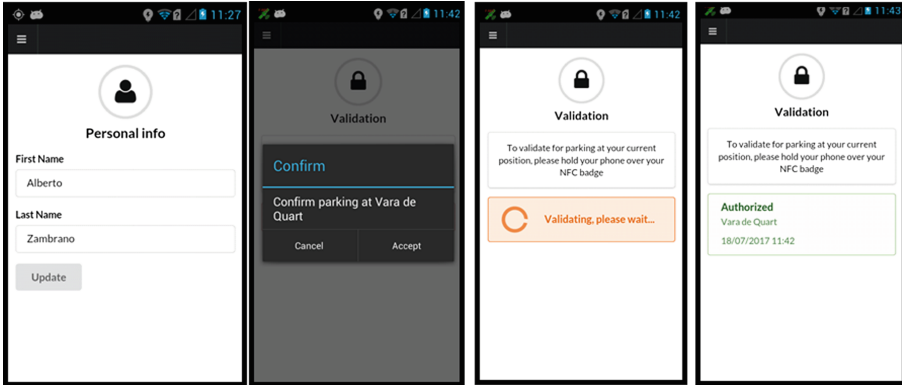 11:27
Personal info
First Name
Alberto
Last Name
Zambrano
Update
11:42
Validation
Confirm
Confirm parking at Vara de
Quart
Cancel
Accept
11:42
Validation
To validate for parking at your current
position, please hold your phone over your
NFC badge
Validating, please wait...
11:43
Validation
To validate for parking at your current
position, please hold your phone over your
NFC badge
Authorized
Vara de Quart
18/07/2017 11:42